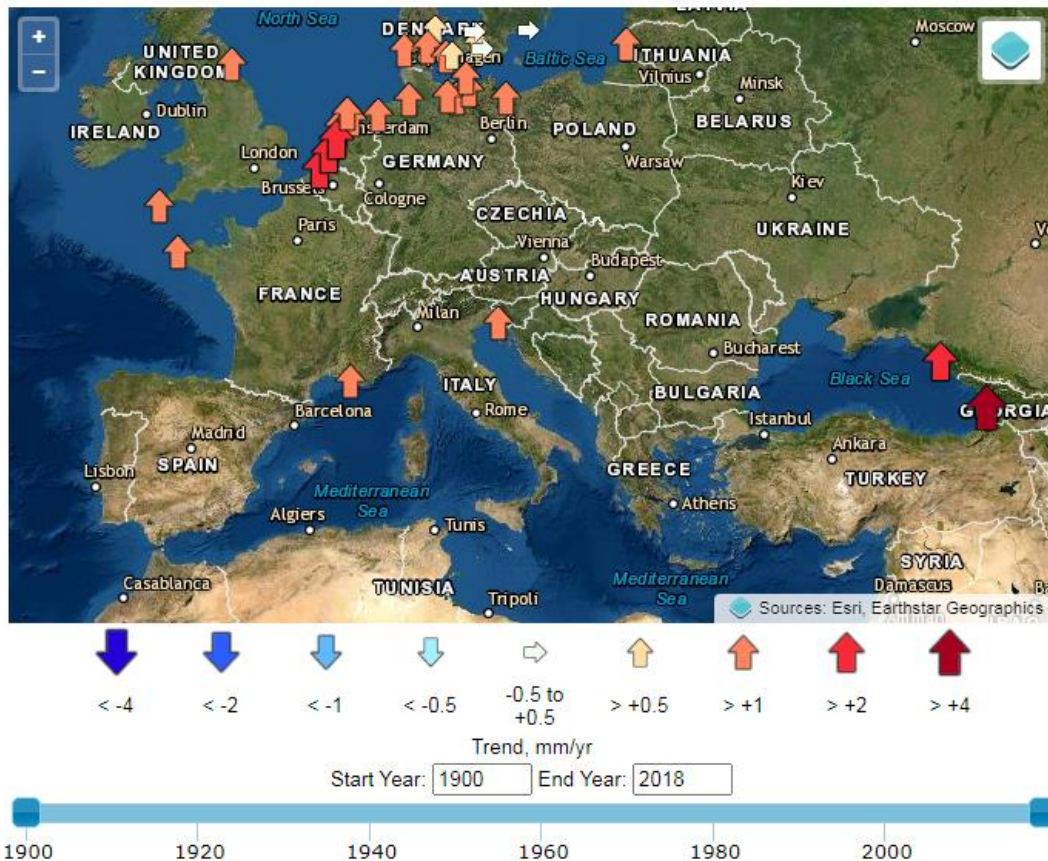 North Sea
DENMARK
LATVIA
Moscow
+
−
UNITED
KINGDOM
Copenhagen
Baltic Sea
LITHUANIA
Vilnius
Minsk
Dublin
IRELAND
Amsterdam
Berlin
POLAND
BELARUS
London
GERMANY
Warsaw
Brussels
Cologne
Kiev
CZECHIA
Paris
UKRAINE
Vienna
Budapest
AUSTRIA
HUNGARY
FRANCE
Milan
ROMANIA
Bucharest
Black Sea
ITALY
BULGARIA
GEORGIA
Barcelona
Rome
Istanbul
Madrid
Ankara
SPAIN
GREECE
TURKEY
Lisbon
Mediterranean
Sea
Athens
Algiers
Tunis
SYRIA
Casablanca
TUNISIA
Mediterranean
Sea
Damascus
Tripoli
Sources: Esri, Earthstar Geographics
< -4
< -2
< -1
< -0.5
-0.5 to
+0.5
> +0.5
> +1
> +2
> +4
Trend, mm/yr
Start Year: 1900 End Year: 2018
1900 1920 1940 1960 1980 2000